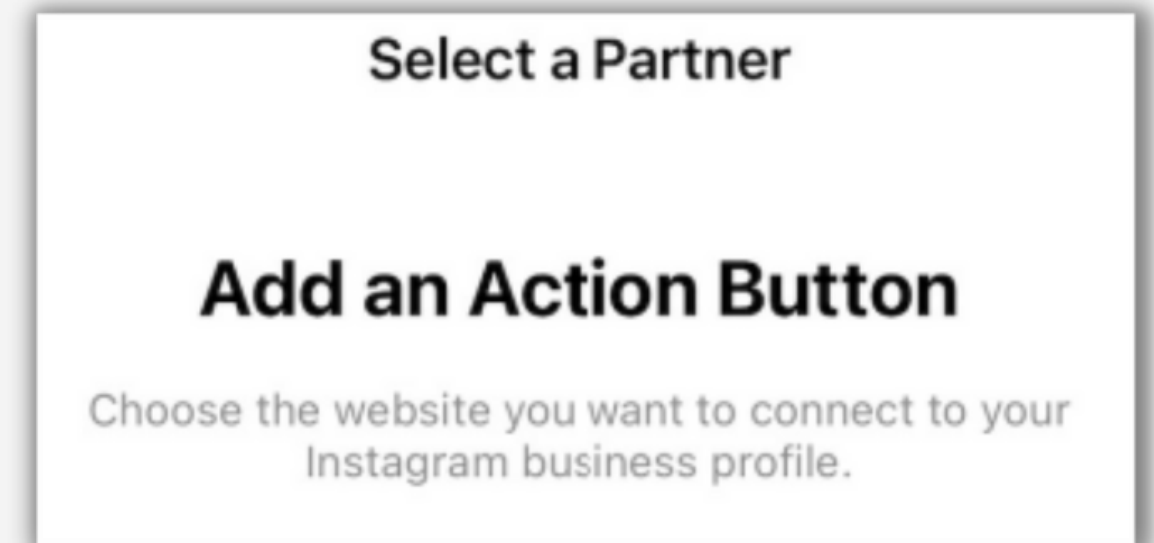 Select a Partner
Add an Action Button
Choose the website you want to connect to your
Instagram business profile.